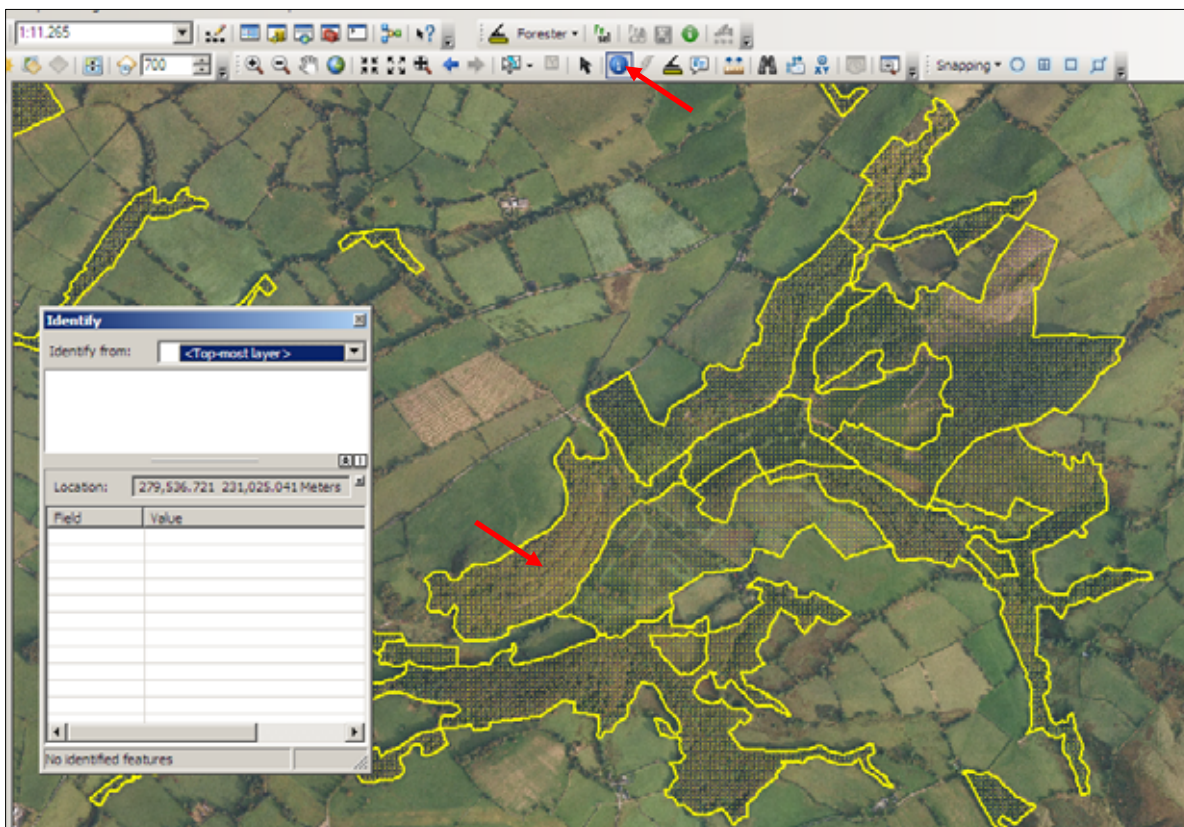 1:11.265
Forester
700
Snapping
Identify
Identify from: <Top-most layer>
Location: 279,536.721 231,025.041 Meters
Field Value
No identified features